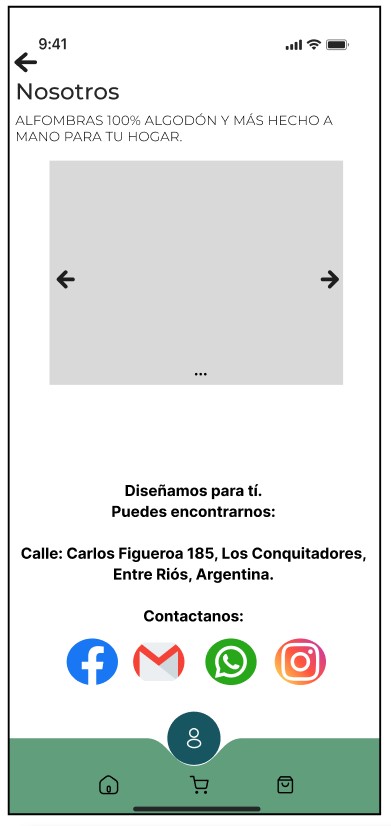 9:41
Nosotros
ALFOMBRAS 100% ALGODÓN Y MÁS HECHO A
MANO PARA TU HOGAR.
...
Diseñamos para tí.
Puedes encontrarnos:
Calle: Carlos Figueroa 185, Los Conquitadores,
Entre Riós, Argentina.
Contactanos: